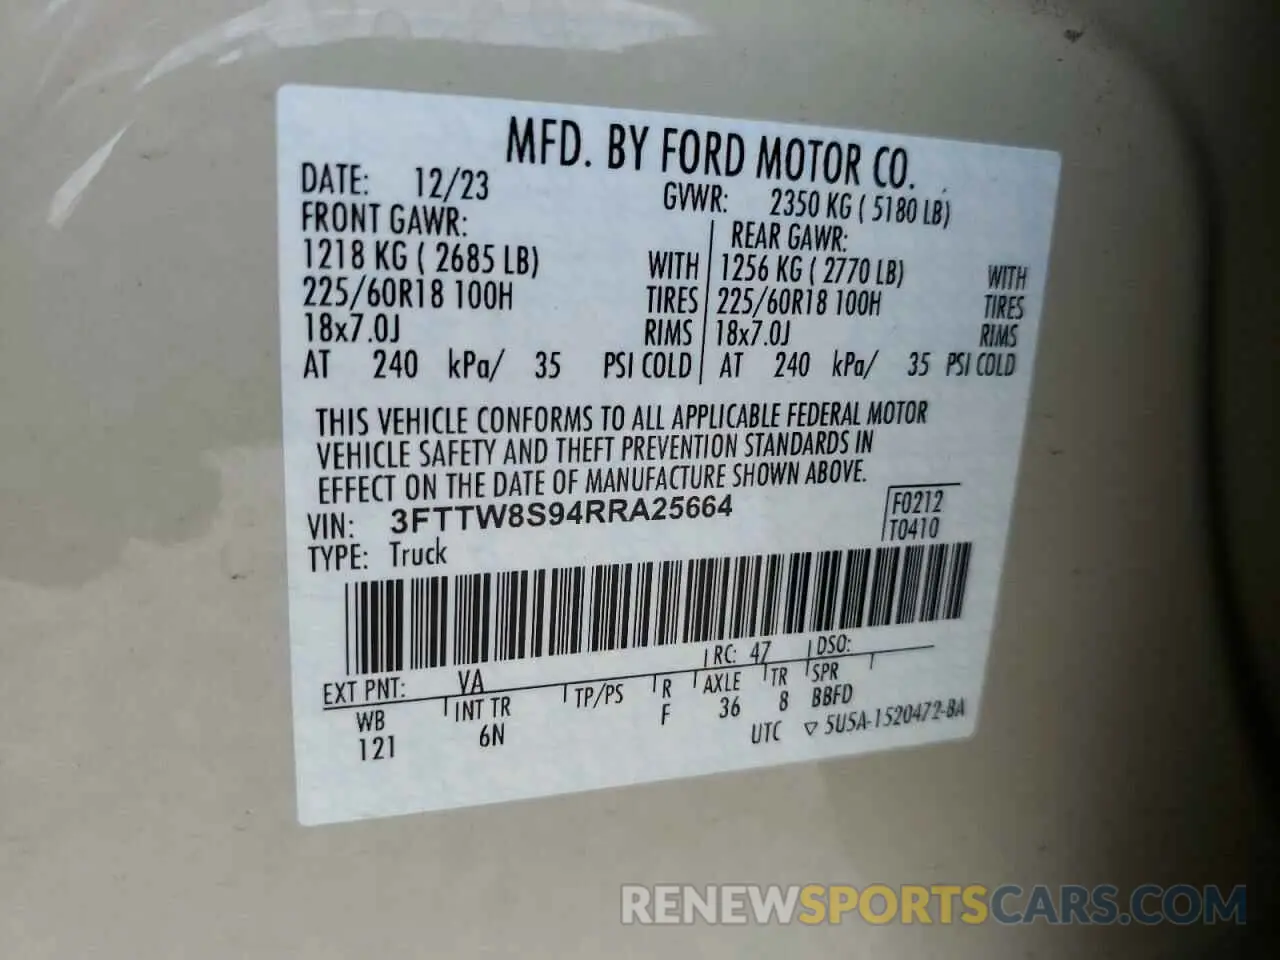 MFD. BY FORD MOTOR CO.
DATE: 12/23 GVWR: 2350 KG ( 5180 LB)
FRONT GAWR: REAR GAWR:
1218 KG ( 2685 LB) WITH 1256 KG ( 2770 LB) WITH
225/60R18 100H TIRES 225/60R18 100H TIRES
18x7.0J RIMS 18x7.0J RIMS
AT 240 kPa/ 35 PSI COLD AT 240 kPa/ 35 PSI COLD
THIS VEHICLE CONFORMS TO ALL APPLICABLE FEDERAL MOTOR
VEHICLE SAFETY AND THEFT PREVENTION STANDARDS IN
EFFECT ON THE DATE OF MANUFACTURE SHOWN ABOVE.
VIN: 3FTTW8S94RRA25664 F0212
TYPE: Truck T0410
EXT PNT: VA RC: 47 DSO:
WB INT TR TP/PS R AXLE TR SPR
121 6N F 36 8 BBFD
UTC ▽ 5U5A-1520472-BA
RENEWSPORTSCARS.COM